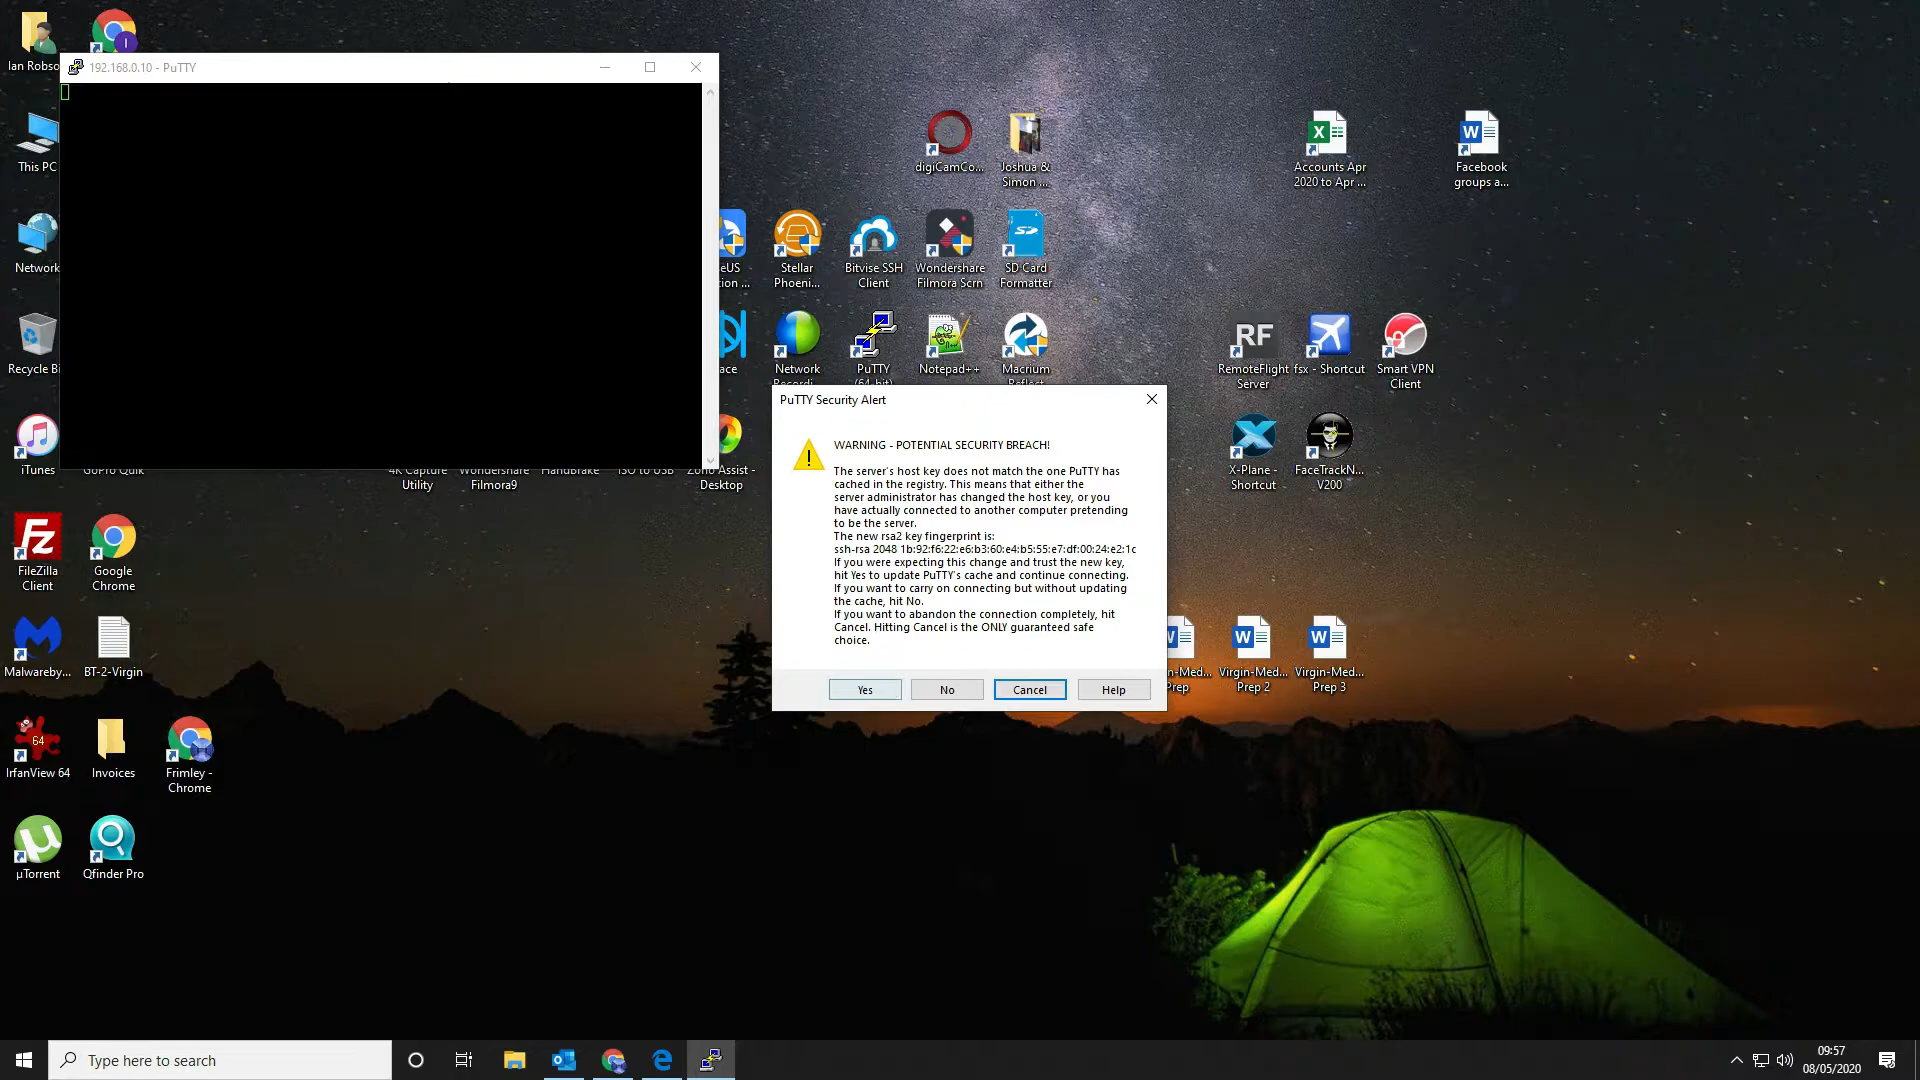 Ian Robso
192.168.0.10 - PuTTY
This PC
Network
Recycle Bi
iTunes
GoPro Quik
4K Capture
Utility
Wondershare
Filmora9
HandBrake
ISO to USB
Zoho Assist -
Desktop
digiCamCo...
Joshua &
Simon ...
Accounts Apr
2020 to Apr ...
Facebook
groups a...
eUS
tion ...
Stellar
Phoeni...
Bitvise SSH
Client
Wondershare
Filmora Scrn
SD Card
Formatter
ace
Network
Recordi...
PuTTY
(64-bit)
Notepad++
Macrium
Reflect
RF
RemoteFlight
Server
fsx - Shortcut
Smart VPN
Client
X-Plane -
Shortcut
FaceTrackN...
V200
PuTTY Security Alert
WARNING - POTENTIAL SECURITY BREACH!
The server's host key does not match the one PuTTY has
cached in the registry. This means that either the
server administrator has changed the host key, or you
have actually connected to another computer pretending
to be the server.
The new rsa2 key fingerprint is:
ssh-rsa 2048 1b:92:f6:22:e6:b3:60:e4:b5:55:e7:df:00:24:e2:1c
If you were expecting this change and trust the new key,
hit Yes to update PuTTY's cache and continue connecting.
If you want to carry on connecting but without updating
the cache, hit No.
If you want to abandon the connection completely, hit
Cancel. Hitting Cancel is the ONLY guaranteed safe
choice.
Yes
No
Cancel
Help
FileZilla
Client
Google
Chrome
Malwareby...
BT-2-Virgin
n-Med...
Prep
Virgin-Med...
Prep 2
Virgin-Med...
Prep 3
64
IrfanView 64
Invoices
Frimley -
Chrome
µTorrent
Qfinder Pro
Type here to search
09:57
08/05/2020